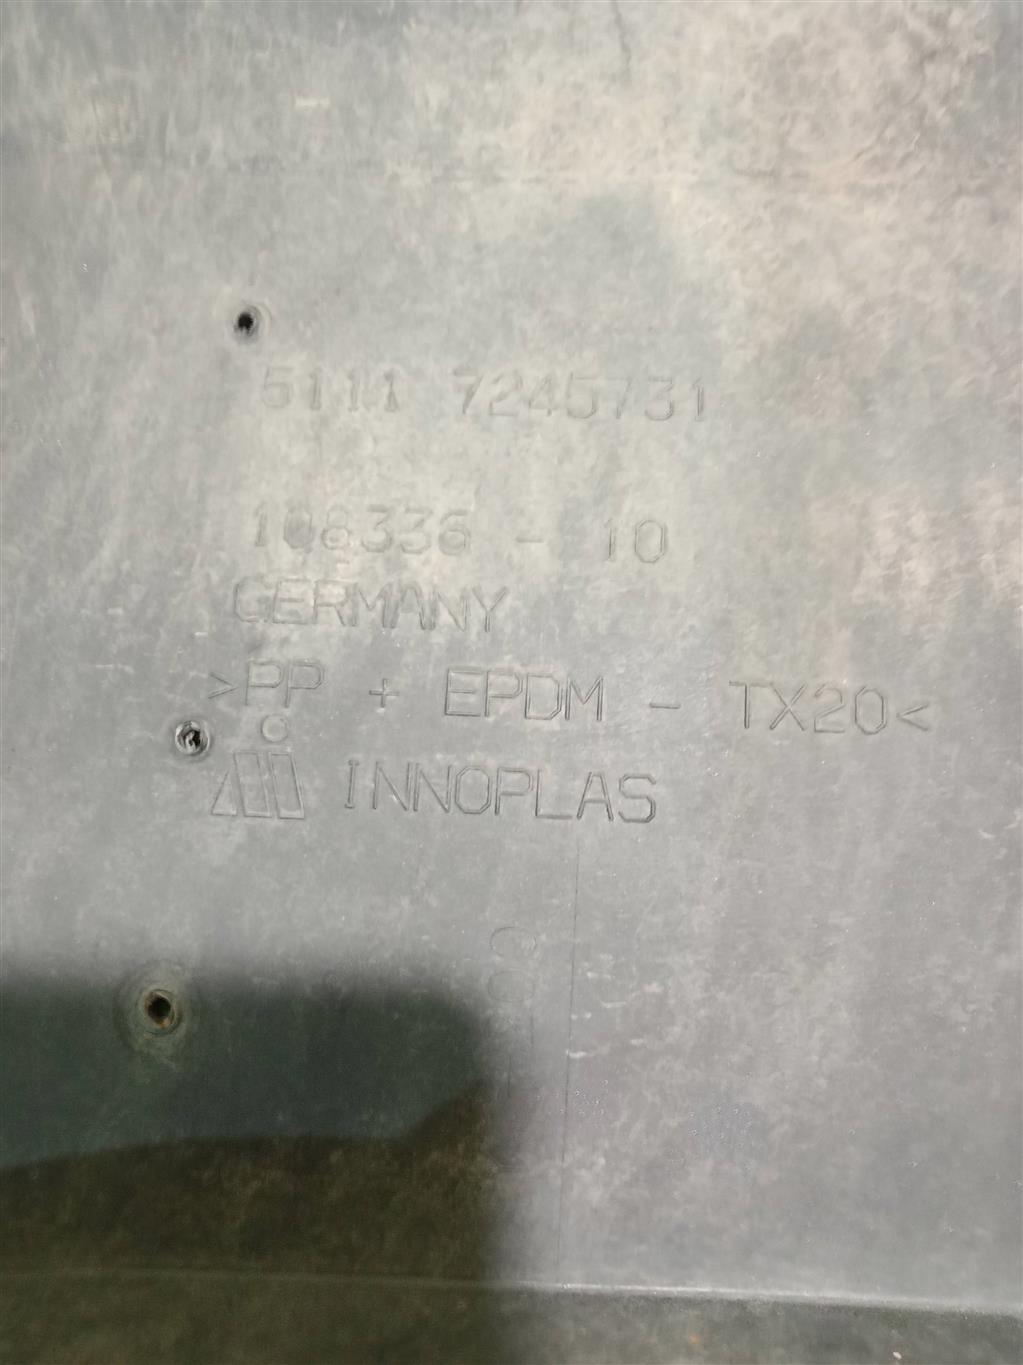 5111 7245731
108336 - 10
GERMANY
>PP + EPDM - TX20<
INNOPLAS